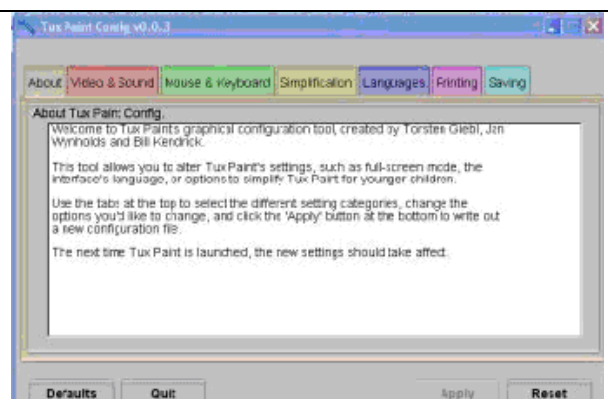 Tux Paint Config v0.0.3
About Video & Sound Mouse & Keyboard Simplification Languages Printing Saving
About Tux Paint Config.
Welcome to Tux Paint's graphical configuration tool, created by Torsten Giebl, Jan
Wynholds and Bill Kendrick.
This tool allows you to alter Tux Paint's settings, such as full-screen mode, the
interface's language, or options to simplify Tux Paint for younger children.
Use the tabs at the top to select the different setting categories, change the
options you'd like to change, and click the 'Apply' button at the bottom to write out
a new configuration file.
The next time Tux Paint is launched, the new settings should take affect.
Defaults Quit Apply Reset